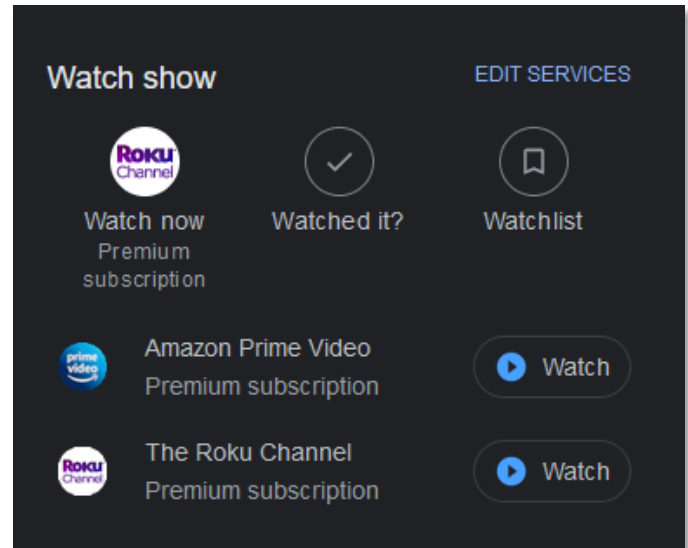 Watch show
EDIT SERVICES
ROKU
Channel
Watch now
Premium
subscription
Watched it?
Watchlist
prime
video
Amazon Prime Video
Premium subscription
Watch
ROKU
Channel
The Roku Channel
Premium subscription
Watch